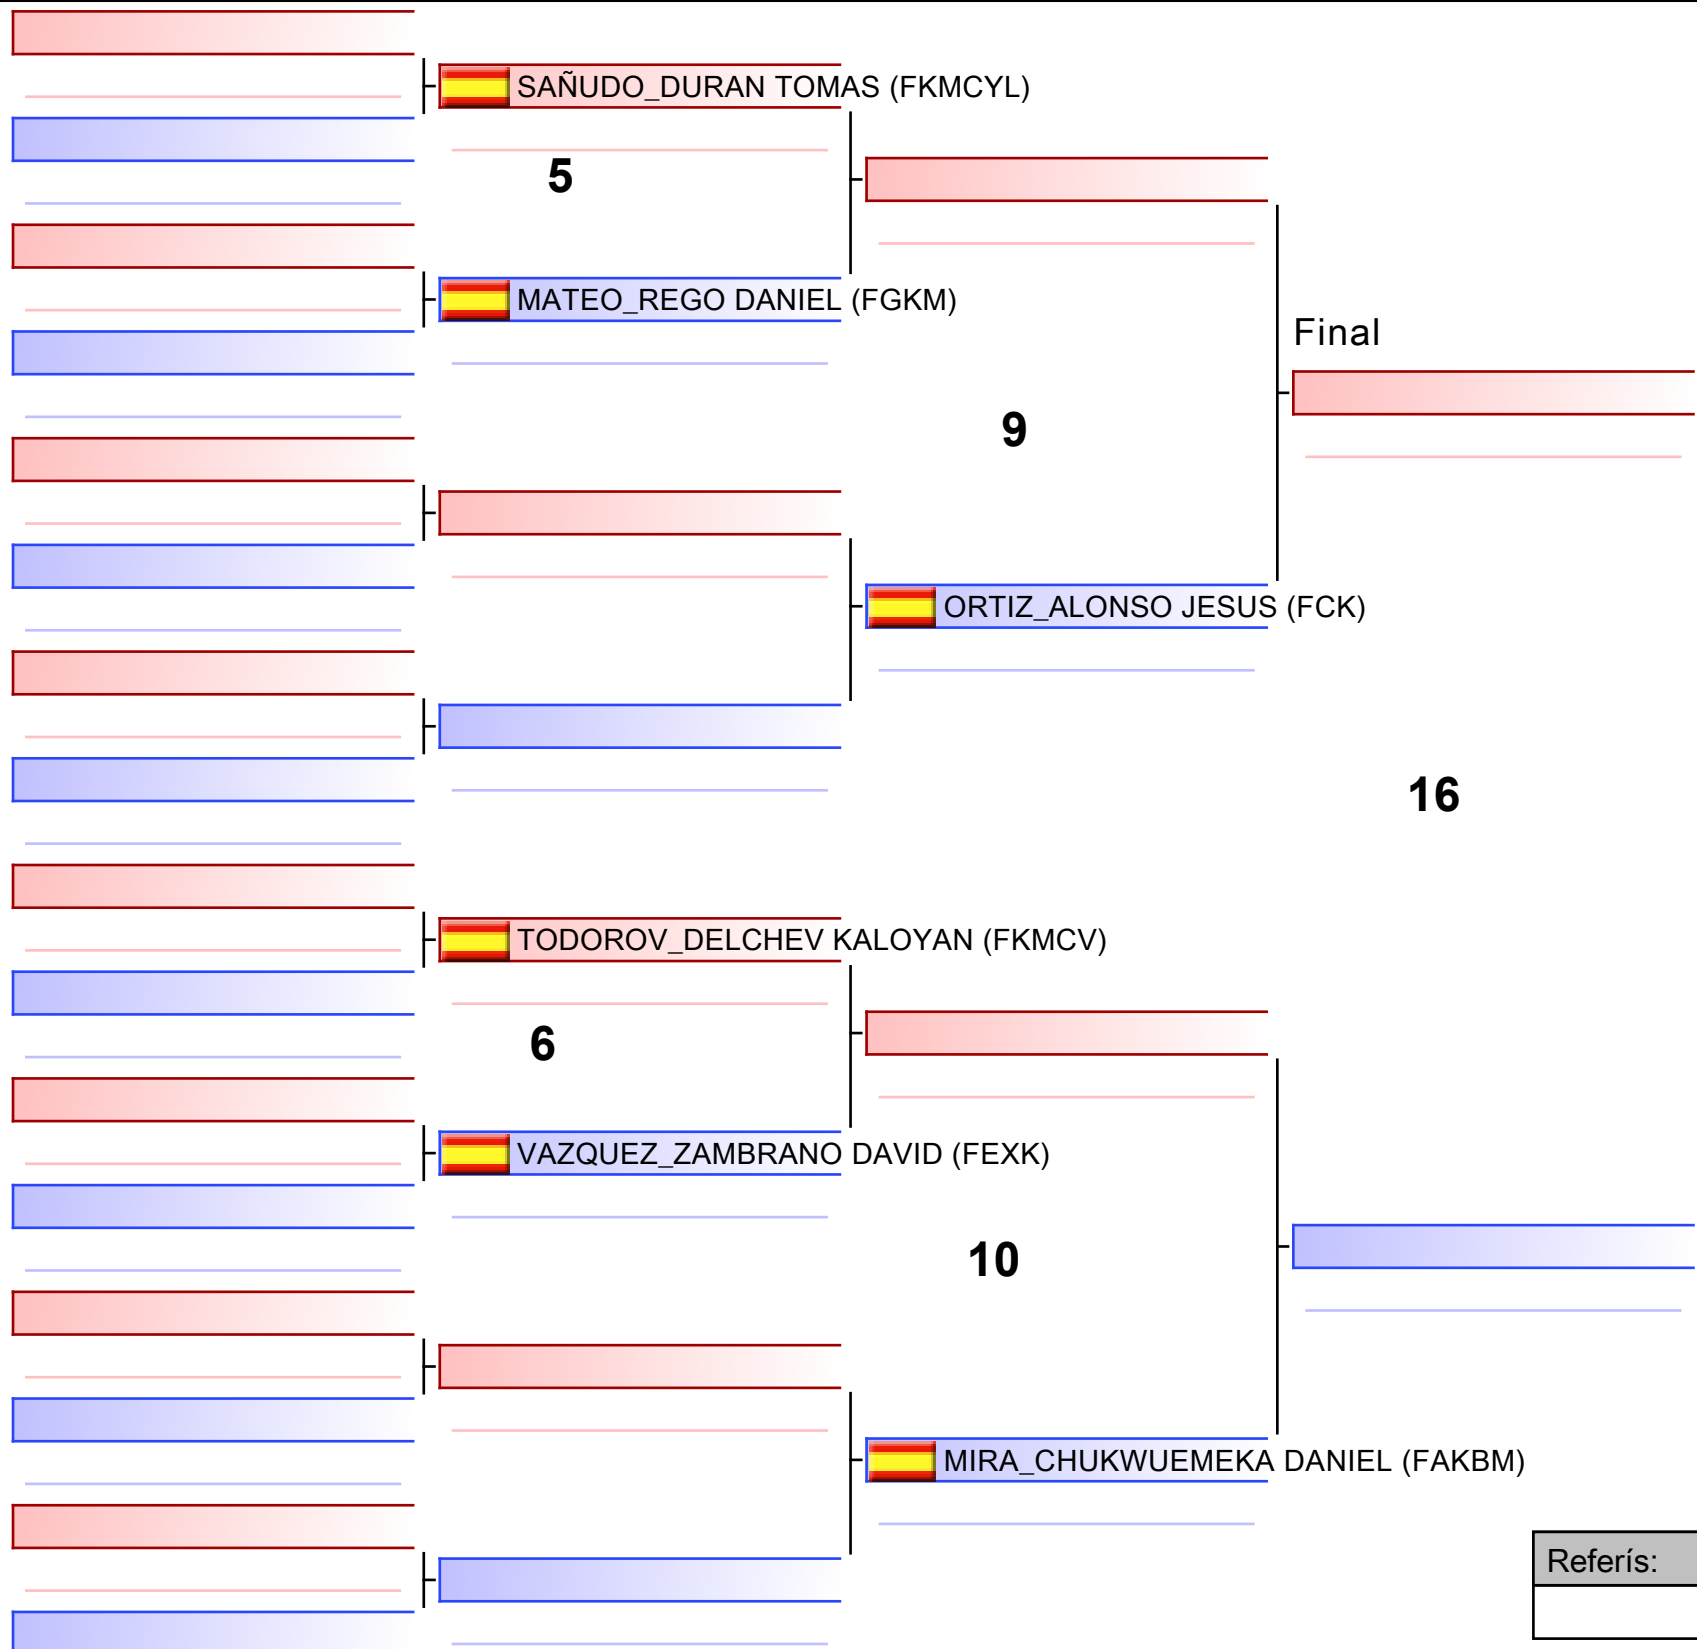 SAÑUDO_DURAN TOMAS (FKMCYL)
5
MATEO_REGO DANIEL (FGKM)
Final
9
ORTIZ_ALONSO JESUS (FCK)
16
TODOROV_DELCHEV KALOYAN (FKMCV)
6
VAZQUEZ_ZAMBRANO DAVID (FEXK)
10
MIRA_CHUKWUEMEKA DANIEL (FAKBM)
Referís: